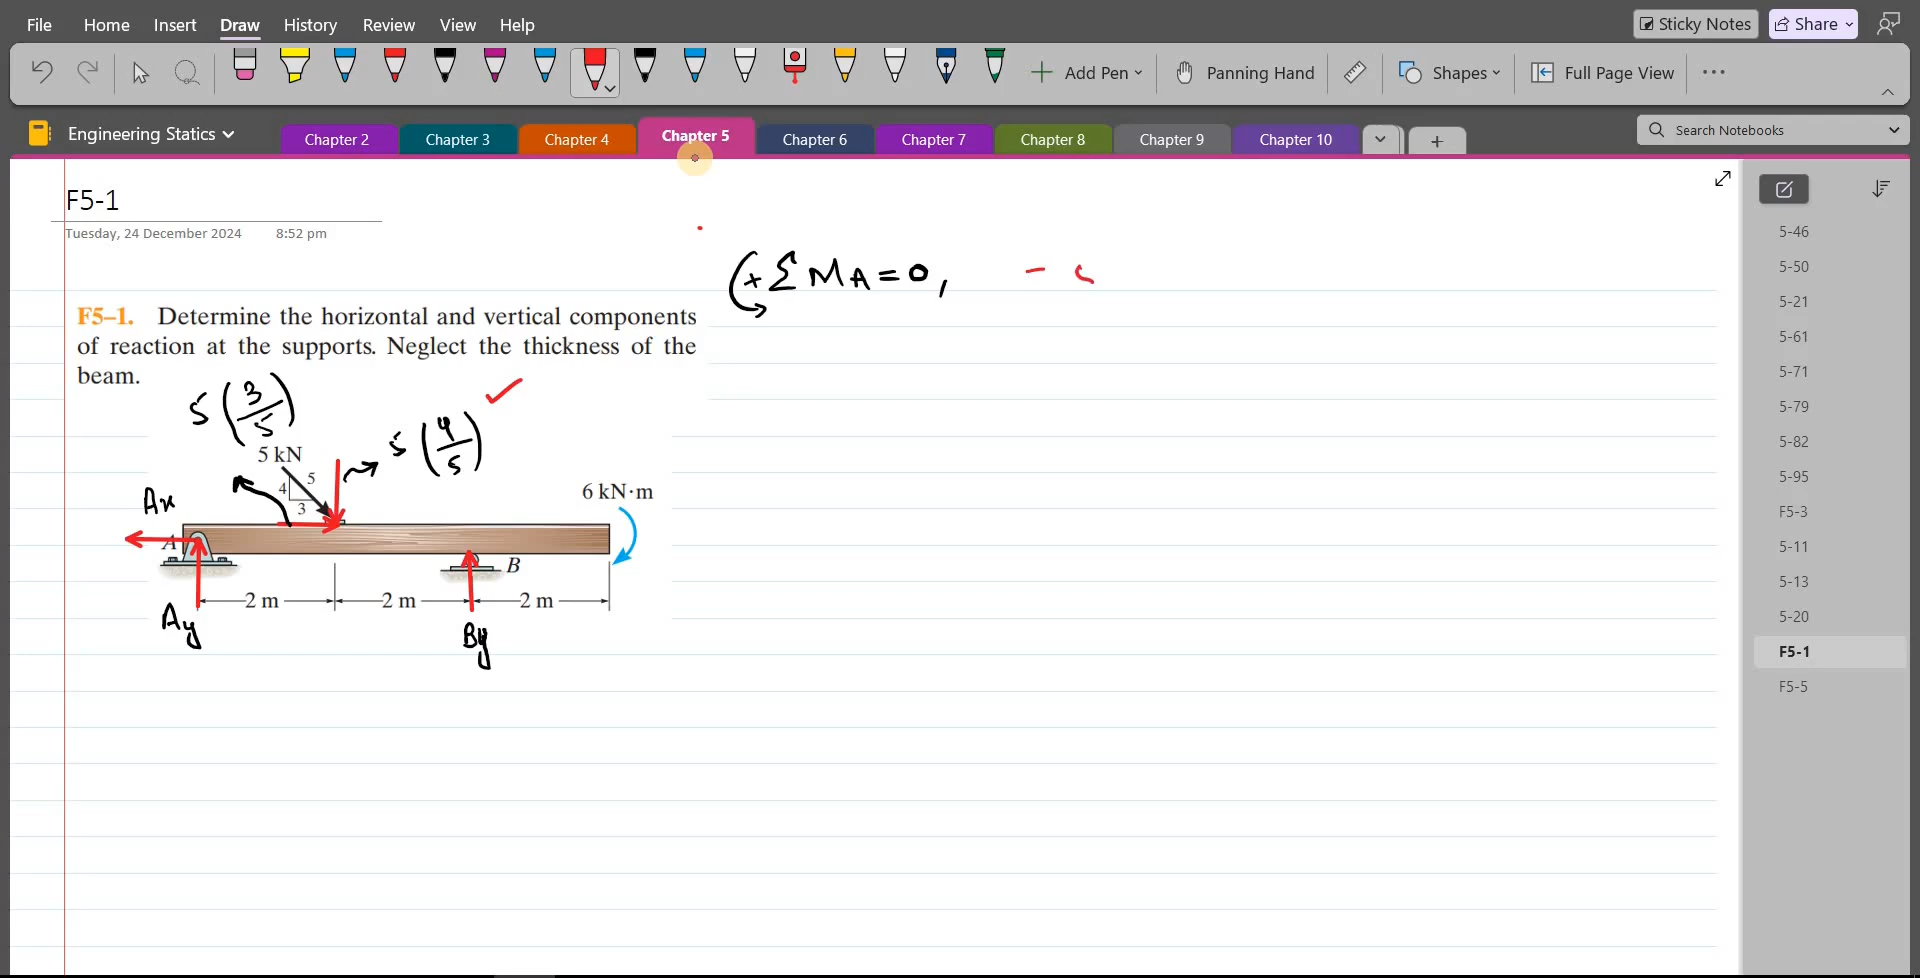 File Home Insert Draw History Review View Help
Sticky Notes Share
Add Pen Panning Hand Shapes Full Page View
Engineering Statics Chapter 2 Chapter 3 Chapter 4 Chapter 5 Chapter 6 Chapter 7 Chapter 8 Chapter 9 Chapter 10 Search Notebooks
F5-1
Tuesday, 24 December 2024 8:52 pm
(+ Σ MA = 0, -
F5–1. Determine the horizontal and vertical components
of reaction at the supports. Neglect the thickness of the
beam.
5 (3/5)
5 (4/5)
5 kN
5
4
3
6 kN·m
Ax
A
B
2 m 2 m 2 m
Ay
By
5-46
5-50
5-21
5-61
5-71
5-79
5-82
5-95
F5-3
5-11
5-13
5-20
F5-1
F5-5